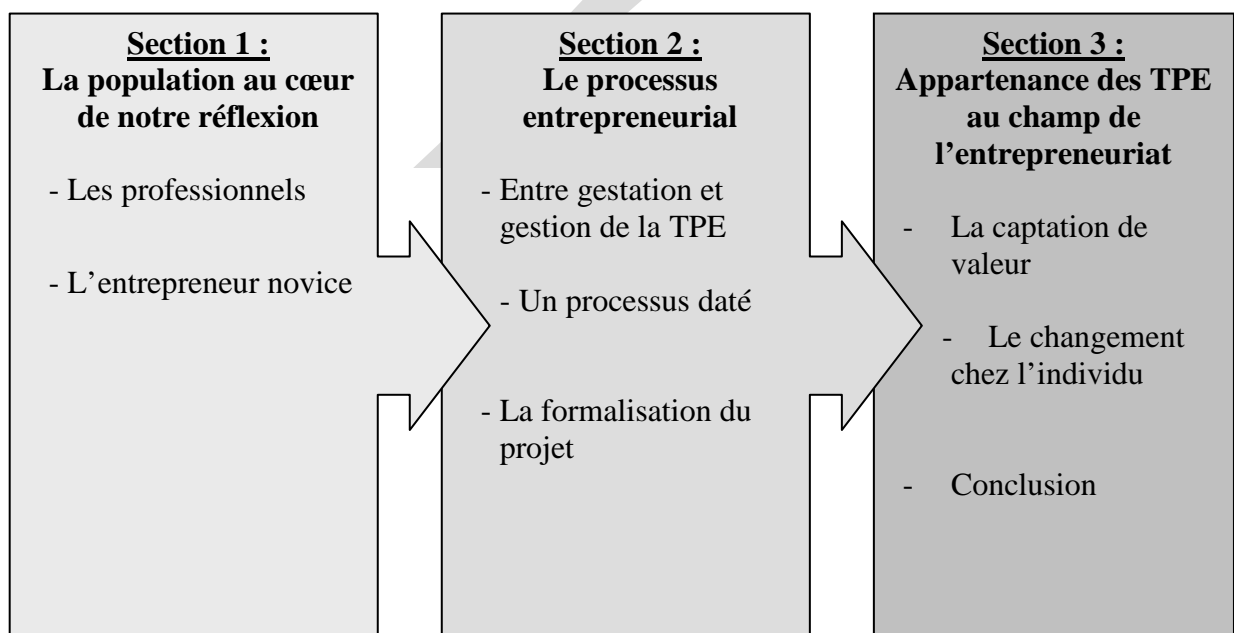 Section 1 :
La population au cœur
de notre réflexion
- Les professionnels
- L’entrepreneur novice
Section 2 :
Le processus
entrepreneurial
- Entre gestation et
gestion de la TPE
- Un processus daté
- La formalisation du
projet
Section 3 :
Appartenance des TPE
au champ de
l’entrepreneuriat
- La captation de
valeur
- Le changement
chez l’individu
- Conclusion